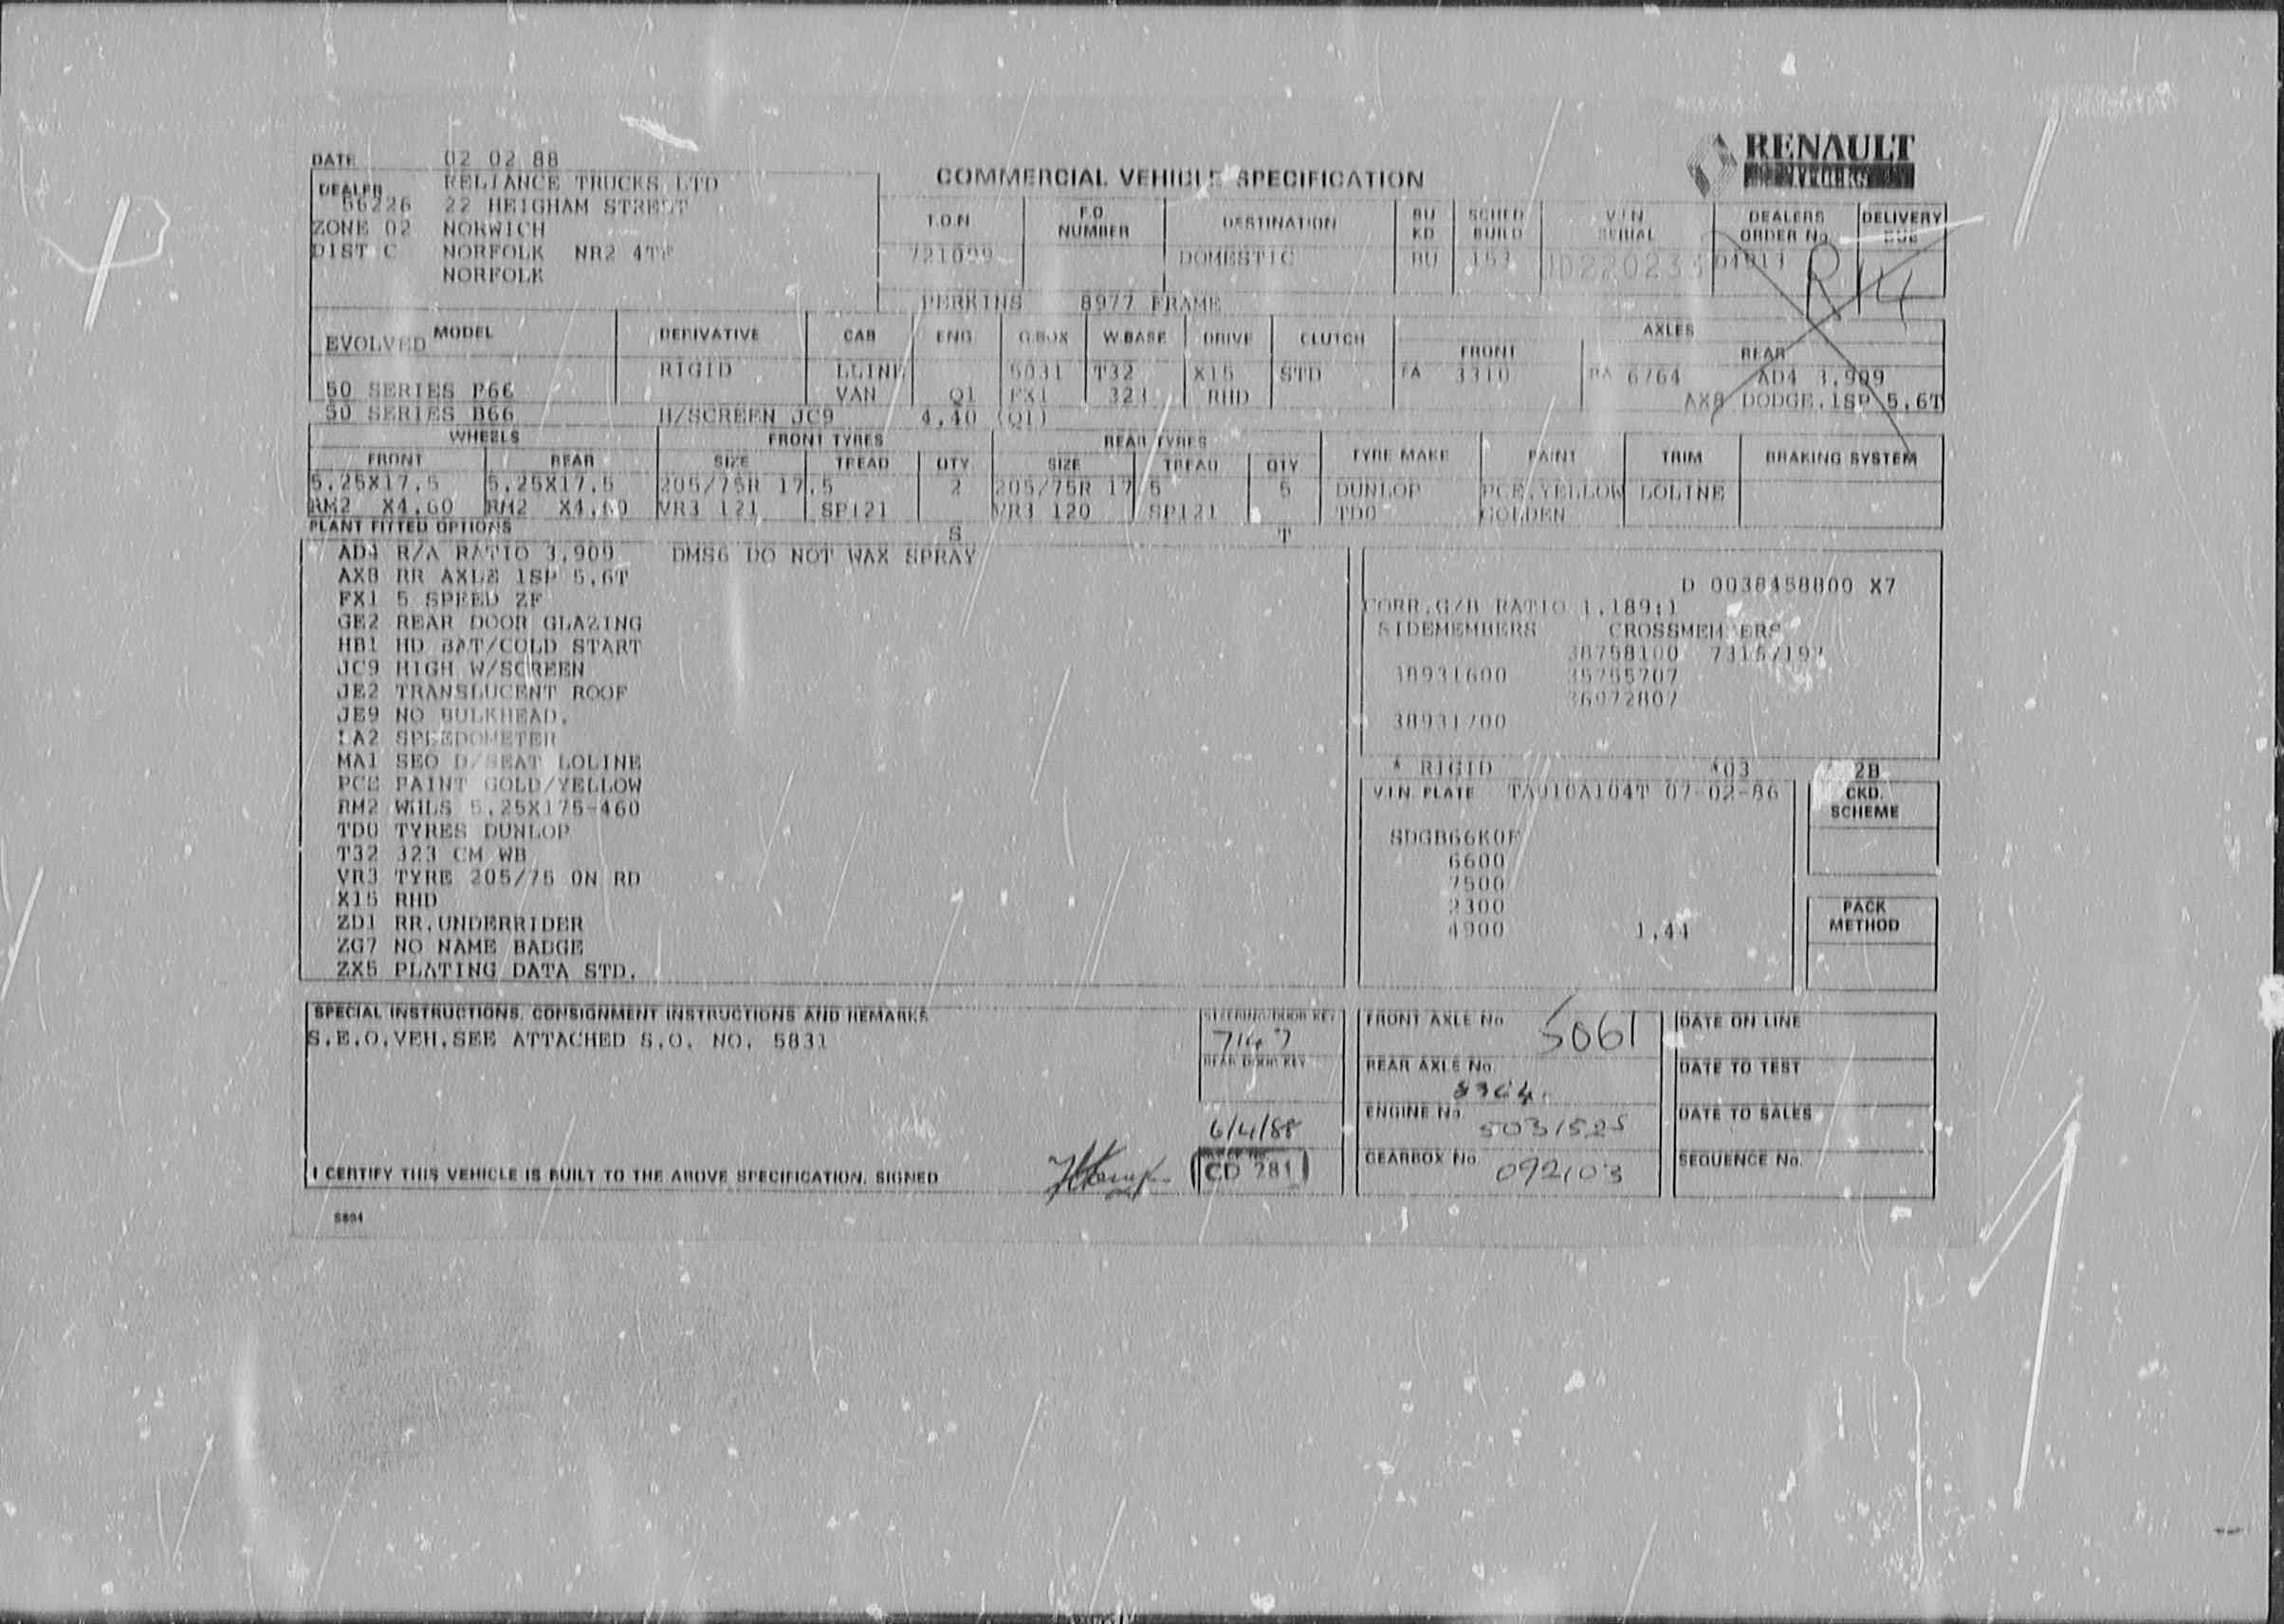 DATE 02 02 88
RENAULT
DEALER RELIANCE TRUCKS LTD
COMMERCIAL VEHICLE SPECIFICATION
56226 22 HEIGHAM STREET
ZONE 02 NORWICH
DIST C NORFOLK NR2
NORFOLK
T.O.N F.O. NUMBER DESTINATION BU KD SCHED BUILD V.I.N SERIAL DEALERS ORDER No. DELIVERY DUE
721099 DOMESTIC BU JD220233
R14
PERKINS 8977 FRAME
MODEL DERIVATIVE CAB ENG G.BOX W.BASE DRIVE CLUTCH AXLES
EVOLVED FRONT REAR
RIGID 5031 T32 X15 STD FA 3310 RA 6764 AD4 3.909
50 SERIES B66 VAN Q1 FX1 323 RHD AX8 DODGE.1SP 5.6T
50 SERIES B66 H/SCREEN JC9 4.40 (Q1)
WHEELS FRONT TYRES REAR TYRES TYRE MAKE PAINT TRIM BRAKING SYSTEM
FRONT REAR SIZE TREAD QTY SIZE TREAD QTY
5.25X17.5 5.25X17.5 205/75R 17.5 2 205/75R 17 5 5 DUNLOP PCE.YELLOW LOLINE
RM2 X4.60 RM2 X4.60 VR3 121 SP121 VR3 120 SP121 TD0 GOLDEN
PLANT FITTED OPTIONS S T
AD4 R/A RATIO 3.909 DMS6 DO NOT WAX SPRAY
AX8 RR AXLE 1SP 5.6T
FX1 5 SPEED ZF
GE2 REAR DOOR GLAZING
HB1 HD BAT/COLD START
JC9 HIGH W/SCREEN
JE2 TRANSLUCENT ROOF
JE9 NO BULKHEAD.
LA2 SPEEDOMETER
MA1 SEO D/SEAT LOLINE
PCE PAINT GOLD/YELLOW
RM2 WHLS 5.25X175-460
TD0 TYRES DUNLOP
T32 323 CM WB
VR3 TYRE 205/75 ON RD
X15 RHD
ZD1 RR.UNDERRIDER
ZG7 NO NAME BADGE
ZX5 PLATING DATA STD.
D 0038458800 X7
CORR.G/B RATIO 1.189:1
SIDEMEMBERS CROSSMEMBERS
38758100
38931600 35755707
36972807
38931700
* RIGID 2B
V.I.N. PLATE TA910A104T 07-02-86
CKD. SCHEME
SDGB66K0F
6600
7500
2300
4900 1.44
PACK METHOD
SPECIAL INSTRUCTIONS, CONSIGNMENT INSTRUCTIONS AND REMARKS
S.E.O.VEH.SEE ATTACHED S.O. NO. 5831
STEERING/DOOR KEY
REAR DOOR KEY
6/4/88
CD 281
FRONT AXLE No 5061
REAR AXLE No.
ENGINE No. 5031525
GEARBOX No. 092103
DATE ON LINE
DATE TO TEST
DATE TO SALES
SEQUENCE No.
I CERTIFY THIS VEHICLE IS BUILT TO THE ABOVE SPECIFICATION. SIGNED